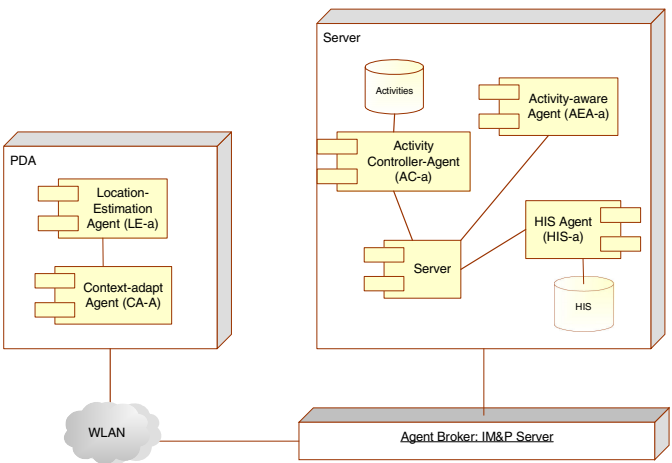 Server
Activities
Activity-aware
Agent (AEA-a)
Activity
Controller-Agent
(AC-a)
PDA
Location-
Estimation
Agent (LE-a)
HIS Agent
(HIS-a)
Server
Context-adapt
Agent (CA-A)
HIS
WLAN
Agent Broker: IM&P Server